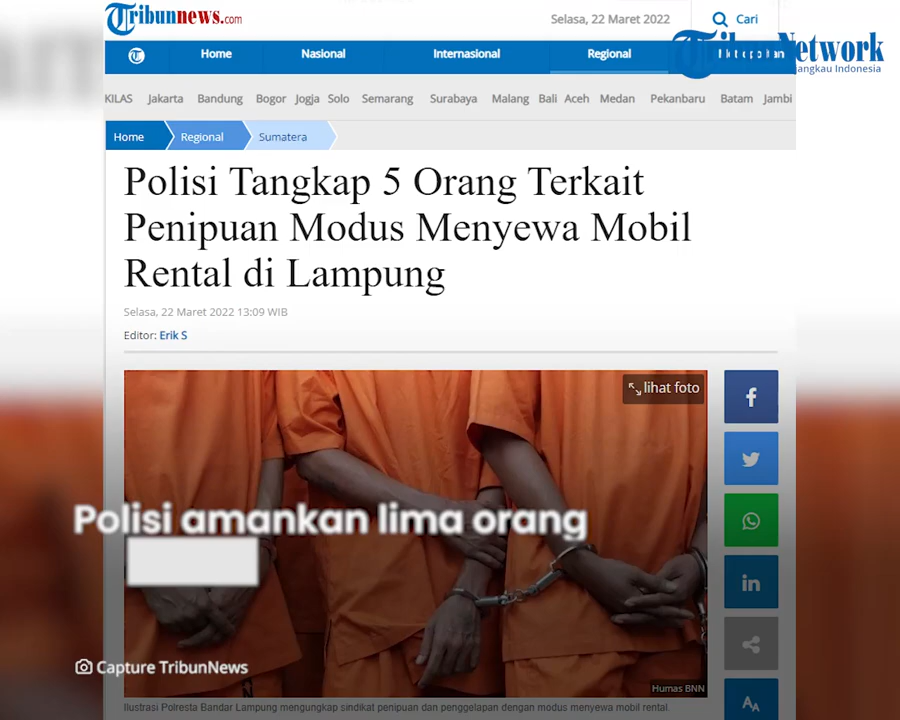 Tribunnews.com
Selasa, 22 Maret 2022
Cari
Home Nasional Internasional Regional
Tribun Network
KILAS Jakarta Bandung Bogor Jogja Solo Semarang Surabaya Malang Bali Aceh Medan Pekanbaru Batam Jambi
Home Regional Sumatera
Polisi Tangkap 5 Orang Terkait
Penipuan Modus Menyewa Mobil
Rental di Lampung
Selasa, 22 Maret 2022 13:09 WIB
Editor: Erik S
lihat foto
Polisi amankan lima orang
Capture TribunNews
Humas BNN
Ilustrasi Polresta Bandar Lampung mengungkap sindikat penipuan dan penggelapan dengan modus menyewa mobil rental.